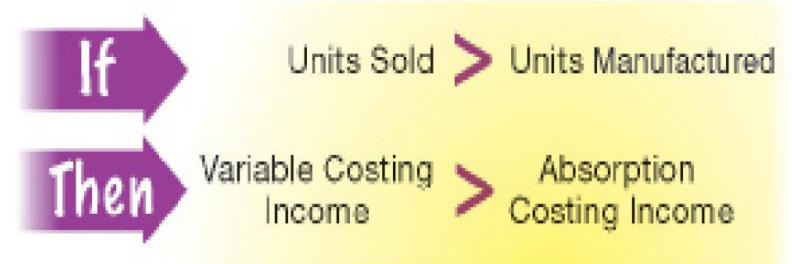 If Units Sold > Units Manufactured
Then Variable Costing Income > Absorption Costing Income